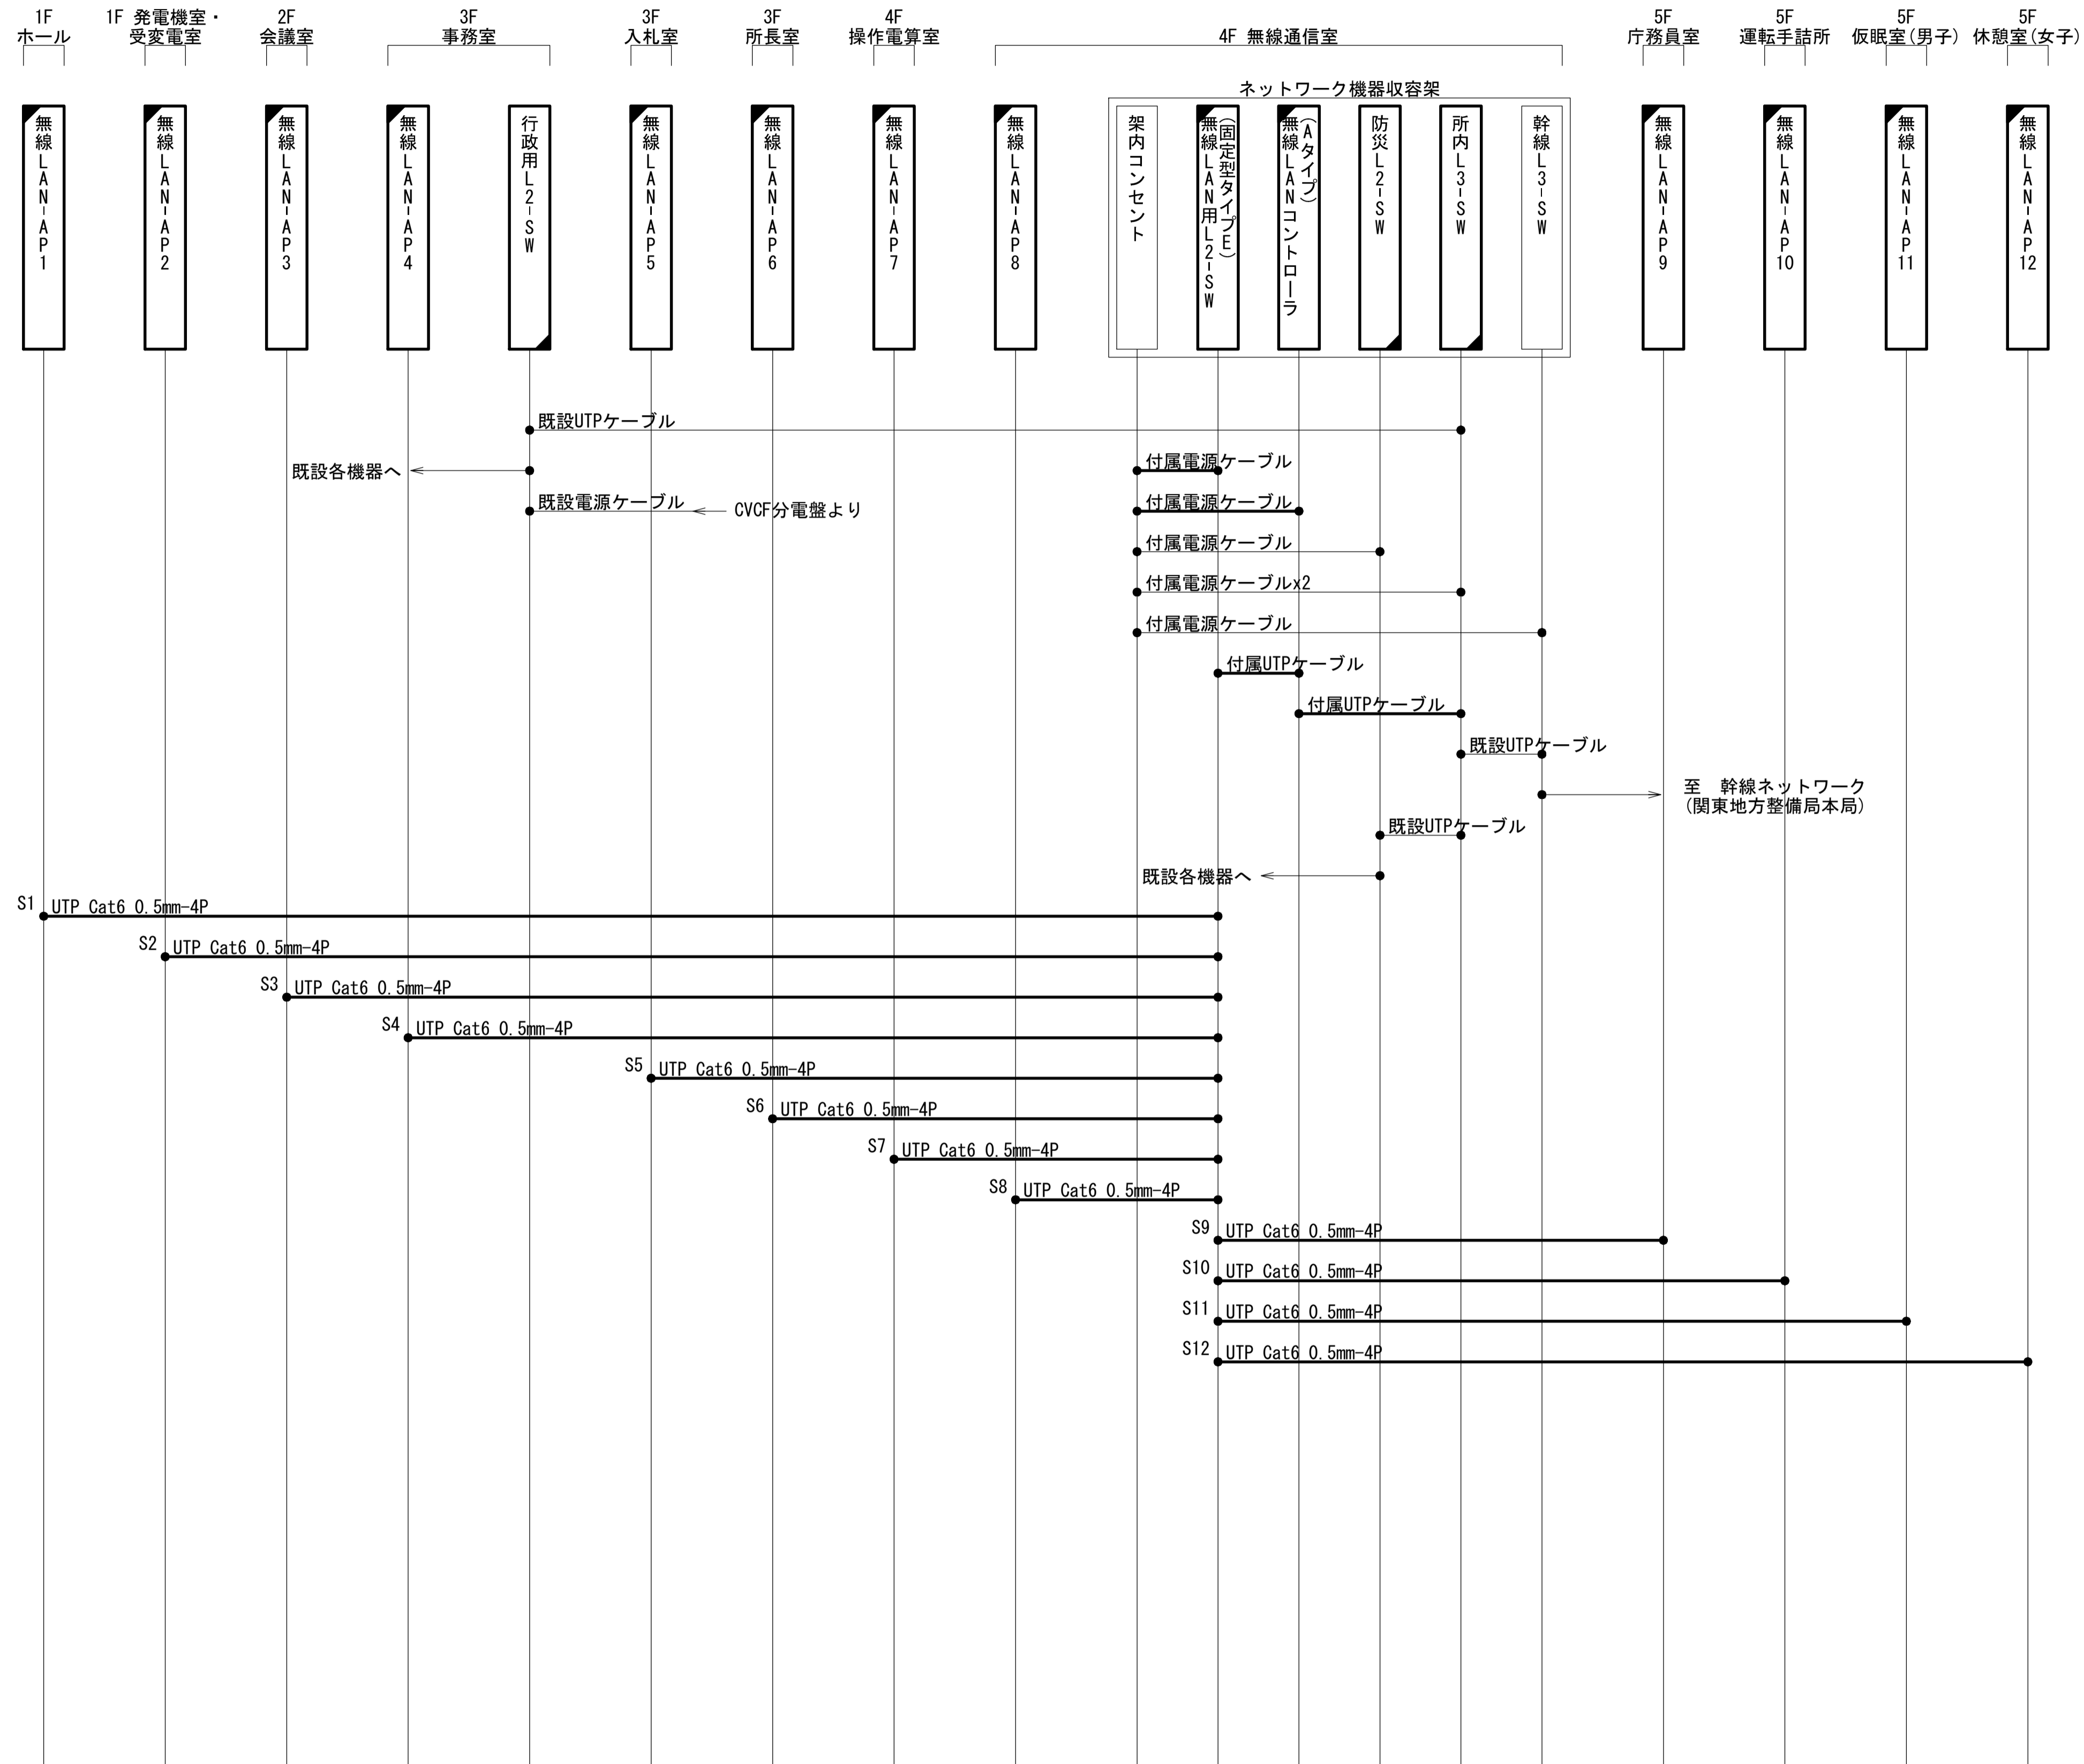 1F
ホール
1F 発電機室・
受変電室
2F
会議室
3F
事務室
3F
入札室
3F
所長室
4F
操作電算室
4F 無線通信室
5F
庁務員室
5F
運転手詰所
5F
仮眠室(男子)
5F
休憩室(女子)
ネットワーク機器収容架
無線LAN-AP1
無線LAN-AP2
無線LAN-AP3
無線LAN-AP4
行政用L2-SW
無線LAN-AP5
無線LAN-AP6
無線LAN-AP7
無線LAN-AP8
架内コンセント
(固定型タイプE)
無線LAN用L2-SW
(Aタイプ)
無線LANコントローラ
防災L2-SW
所内L3-SW
幹線L3-SW
無線LAN-AP9
無線LAN-AP10
無線LAN-AP11
無線LAN-AP12
既設UTPケーブル
既設各機器へ
付属電源ケーブル
既設電源ケーブル
CVCF分電盤より
付属電源ケーブル
付属電源ケーブル
付属電源ケーブルx2
付属電源ケーブル
付属UTPケーブル
付属UTPケーブル
既設UTPケーブル
至　幹線ネットワーク
(関東地方整備局本局)
既設UTPケーブル
既設各機器へ
S1 UTP Cat6 0.5mm-4P
S2 UTP Cat6 0.5mm-4P
S3 UTP Cat6 0.5mm-4P
S4 UTP Cat6 0.5mm-4P
S5 UTP Cat6 0.5mm-4P
S6 UTP Cat6 0.5mm-4P
S7 UTP Cat6 0.5mm-4P
S8 UTP Cat6 0.5mm-4P
S9 UTP Cat6 0.5mm-4P
S10 UTP Cat6 0.5mm-4P
S11 UTP Cat6 0.5mm-4P
S12 UTP Cat6 0.5mm-4P